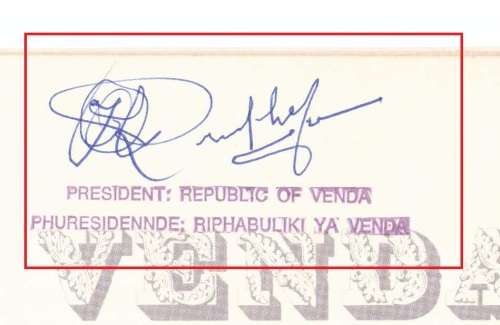 PRESIDENT: REPUBLIC OF VENDA
PHURESIDENNDE: RIPHABULIKI YA VENDA
VENDA